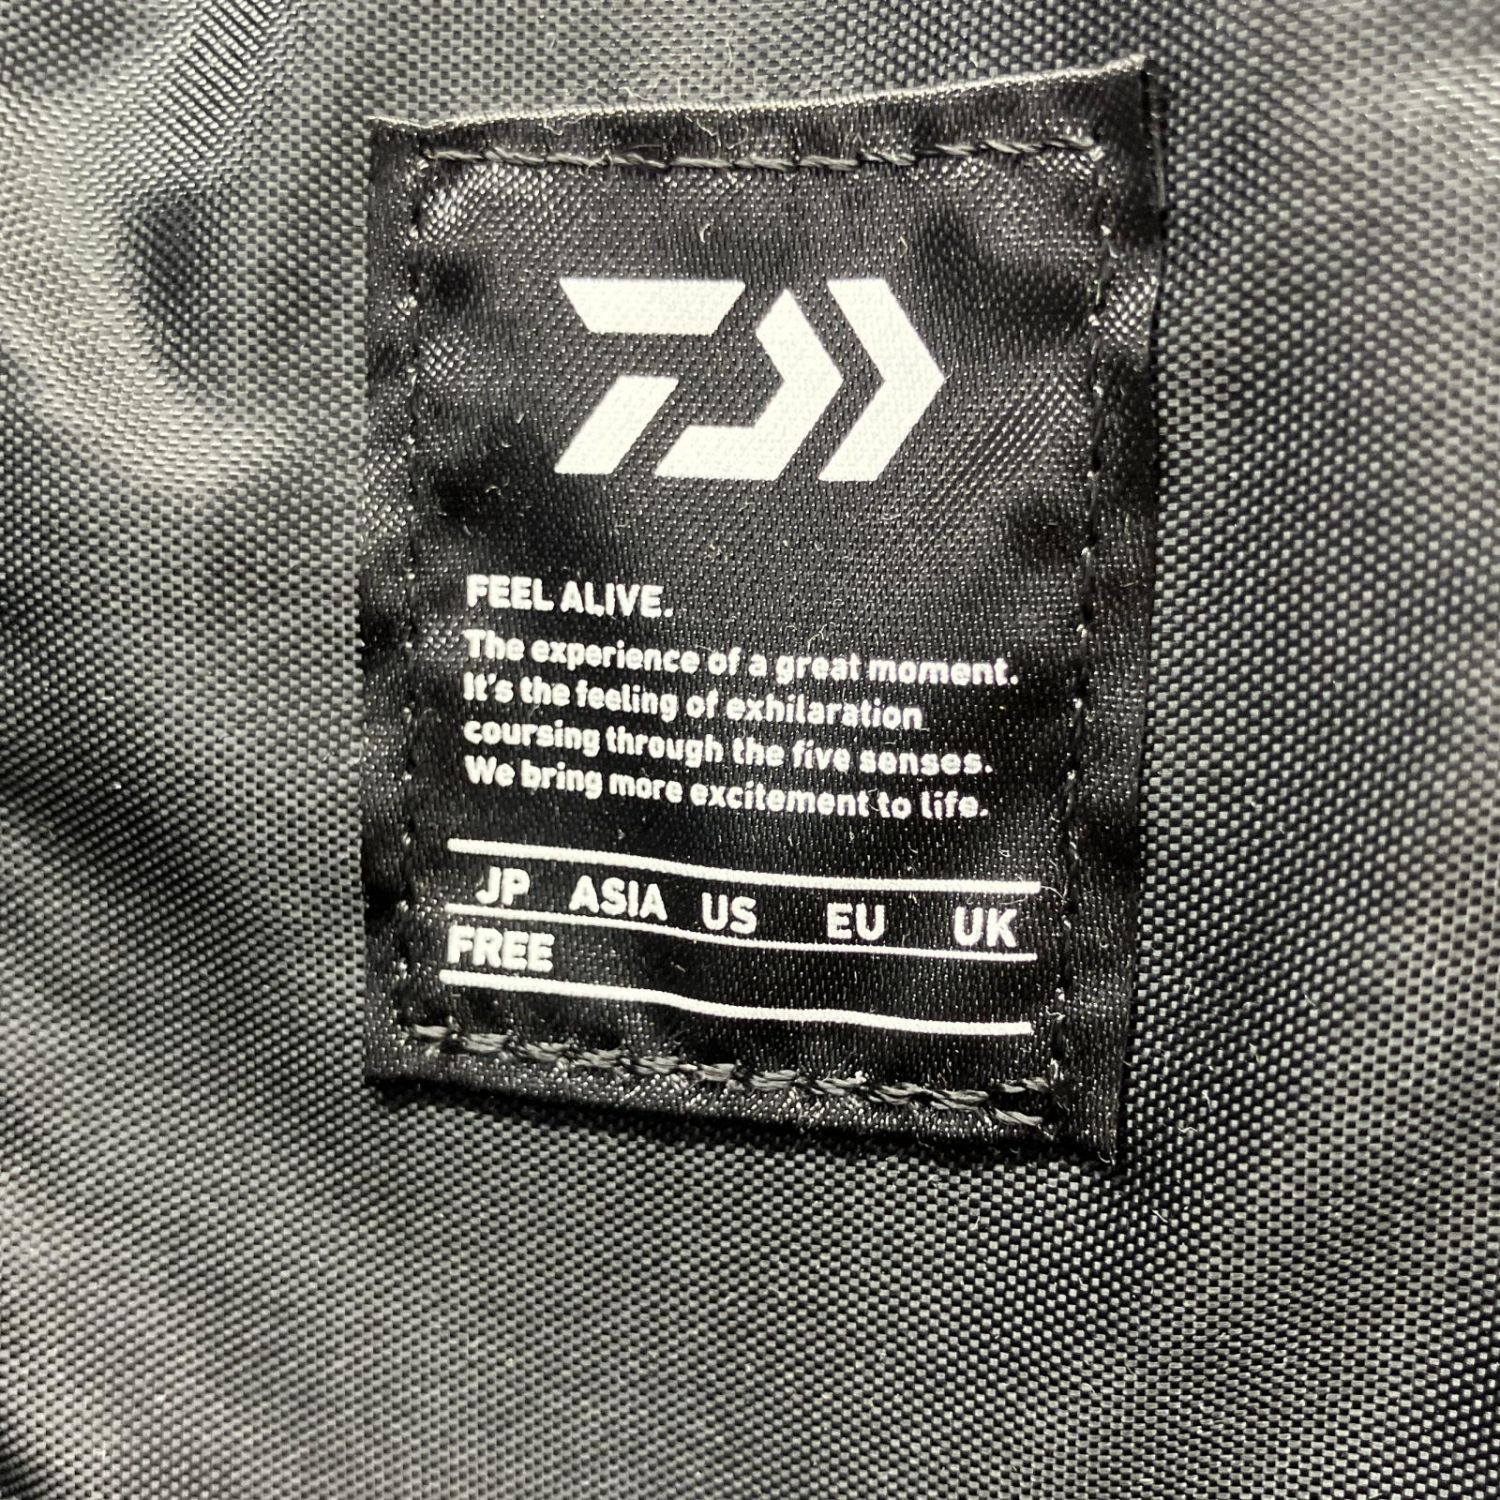 FEEL ALIVE.
The experience of a great moment.
It's the feeling of exhilaration
coursing through the five senses.
We bring more excitement to life.
JP ASIA US EU UK
FREE